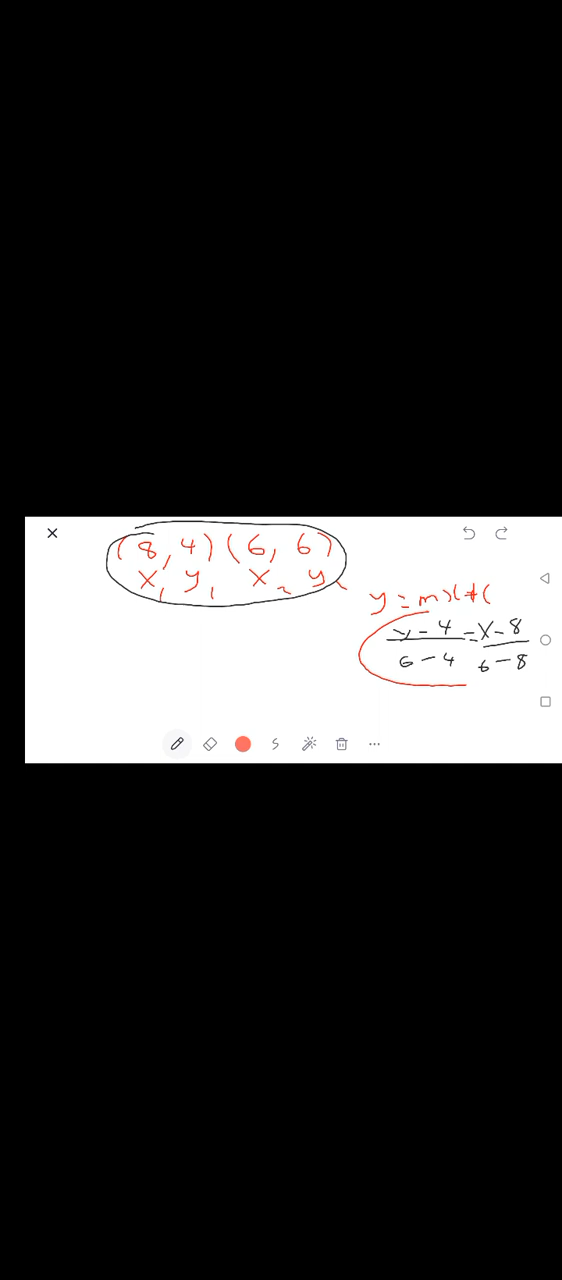 (8, 4) (6, 6)
x₁ y₁ x₂ y₂
y = mx + c
y - 4 = x - 8
6 - 4 6 - 8